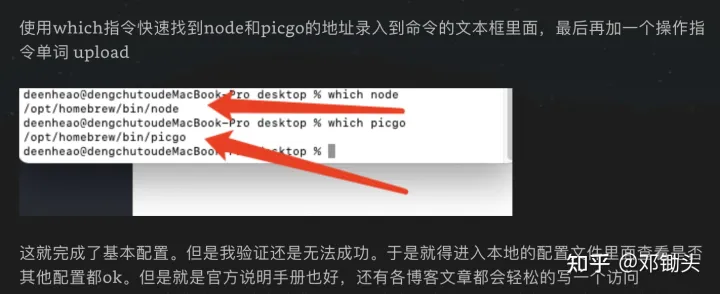 使用which指令快速找到node和picgo的地址录入到命令的文本框里面，最后再加一个操作指
令单词 upload
deenheao@dengchutoudeMacBook-Pro desktop % which node
/opt/homebrew/bin/node
deenheao@dengchutoudeMacBook-Pro desktop % which picgo
/opt/homebrew/bin/picgo
deenheao@dengchutoudeMacBook-Pro desktop %
这就完成了基本配置。但是我验证还是无法成功。于是就得进入本地的配置文件里面查看是否
其他配置都ok。但是就是官方说明手册也好，还有各博客文章都会轻松的写一个访问
知乎 @邓锄头